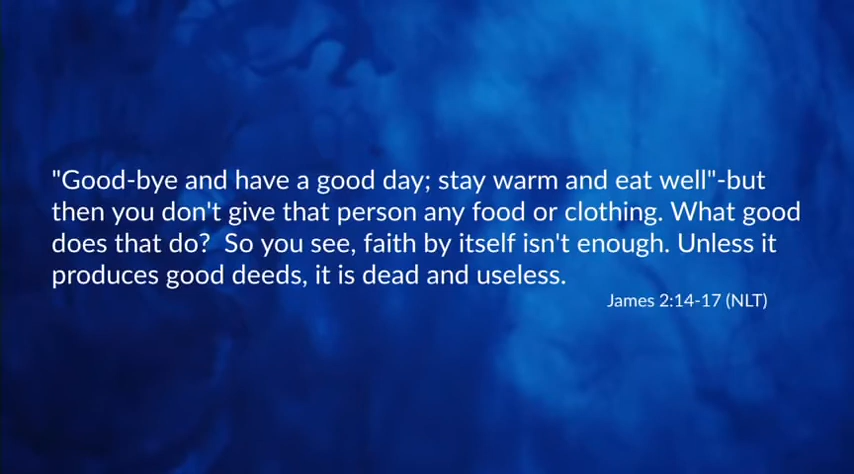 "Good-bye and have a good day; stay warm and eat well"-but
then you don't give that person any food or clothing. What good
does that do?  So you see, faith by itself isn't enough. Unless it
produces good deeds, it is dead and useless.
James 2:14-17 (NLT)